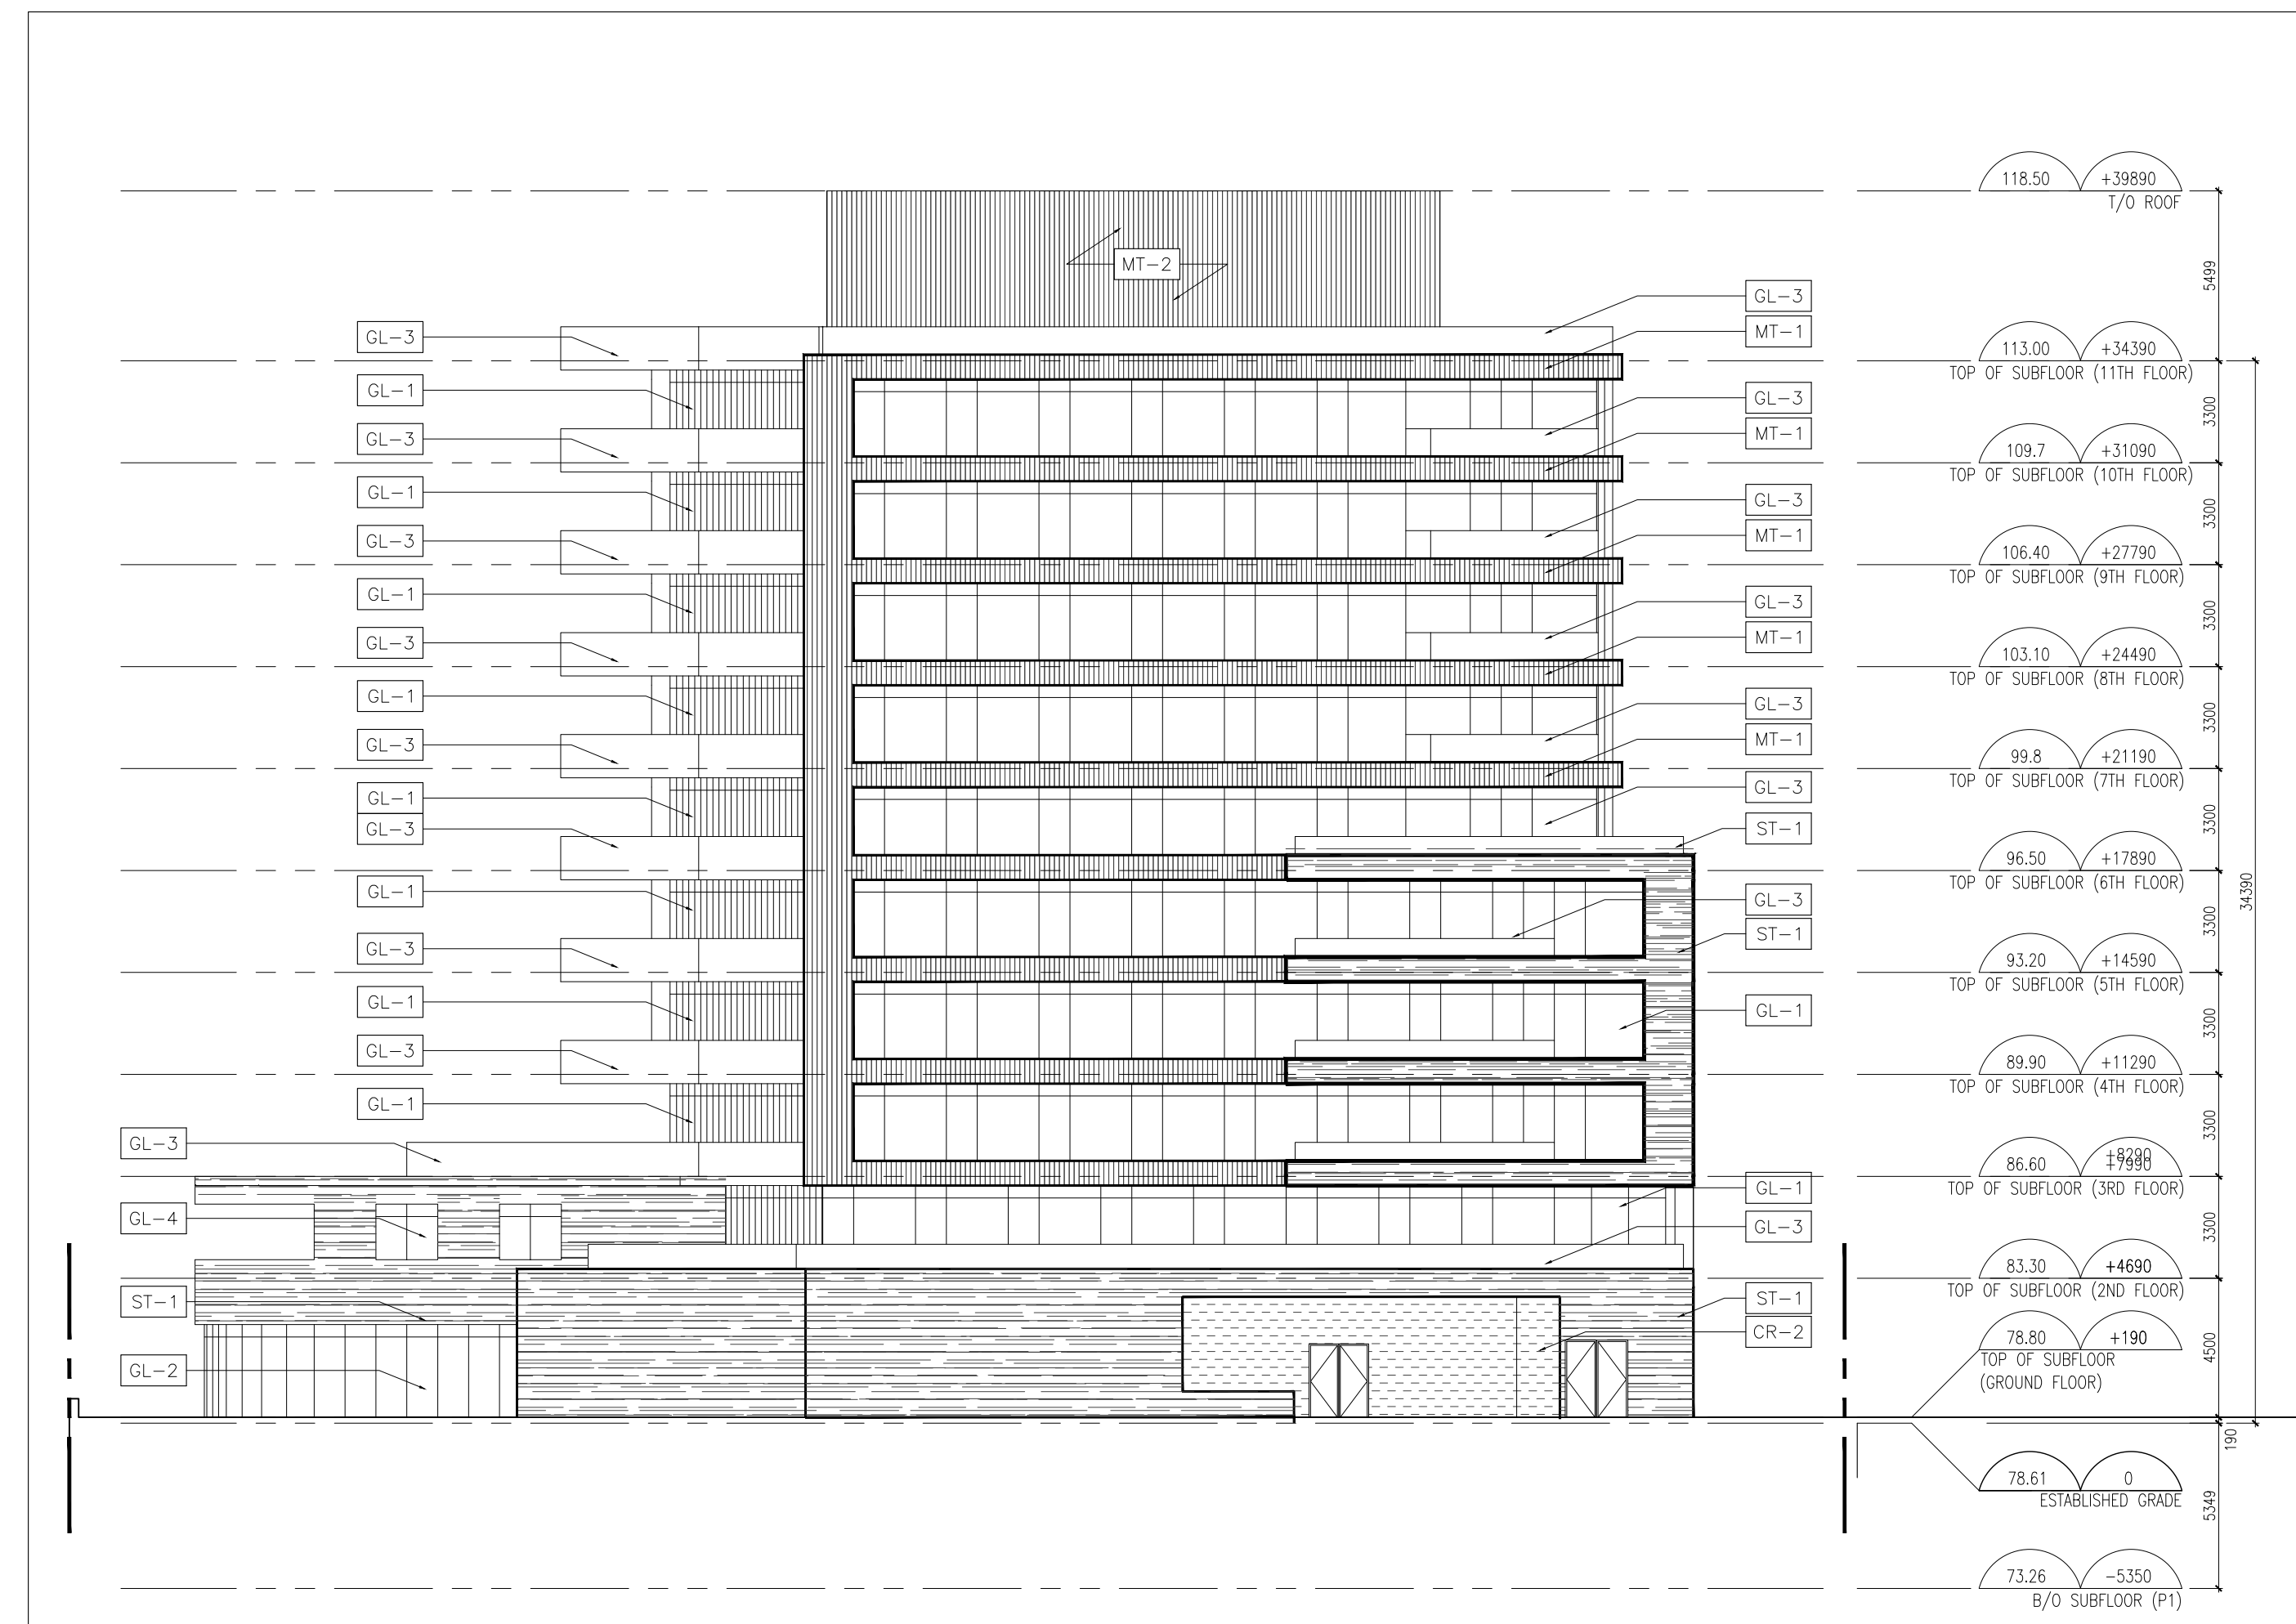 118.50 +39890
T/O ROOF
5499
MT-2
GL-3
MT-1
GL-3
GL-1
113.00 +34390
TOP OF SUBFLOOR (11TH FLOOR)
3300
GL-3
MT-1
GL-3
GL-1
109.7 +31090
TOP OF SUBFLOOR (10TH FLOOR)
3300
GL-3
MT-1
GL-3
GL-1
106.40 +27790
TOP OF SUBFLOOR (9TH FLOOR)
3300
GL-3
MT-1
GL-3
GL-1
103.10 +24490
TOP OF SUBFLOOR (8TH FLOOR)
3300
GL-3
MT-1
GL-3
GL-1
99.8 +21190
TOP OF SUBFLOOR (7TH FLOOR)
3300
GL-3
ST-1
GL-3
GL-1
96.50 +17890
TOP OF SUBFLOOR (6TH FLOOR)
3300
34390
GL-3
ST-1
GL-3
GL-1
93.20 +14590
TOP OF SUBFLOOR (5TH FLOOR)
3300
GL-1
GL-3
GL-1
89.90 +11290
TOP OF SUBFLOOR (4TH FLOOR)
3300
GL-3
86.60 +8290
+7990
TOP OF SUBFLOOR (3RD FLOOR)
3300
GL-1
GL-4
GL-3
83.30 +4690
TOP OF SUBFLOOR (2ND FLOOR)
ST-1
ST-1
CR-2
GL-2
78.80 +190
TOP OF SUBFLOOR
(GROUND FLOOR)
4500
190
78.61 0
ESTABLISHED GRADE
5349
73.26 -5350
B/O SUBFLOOR (P1)